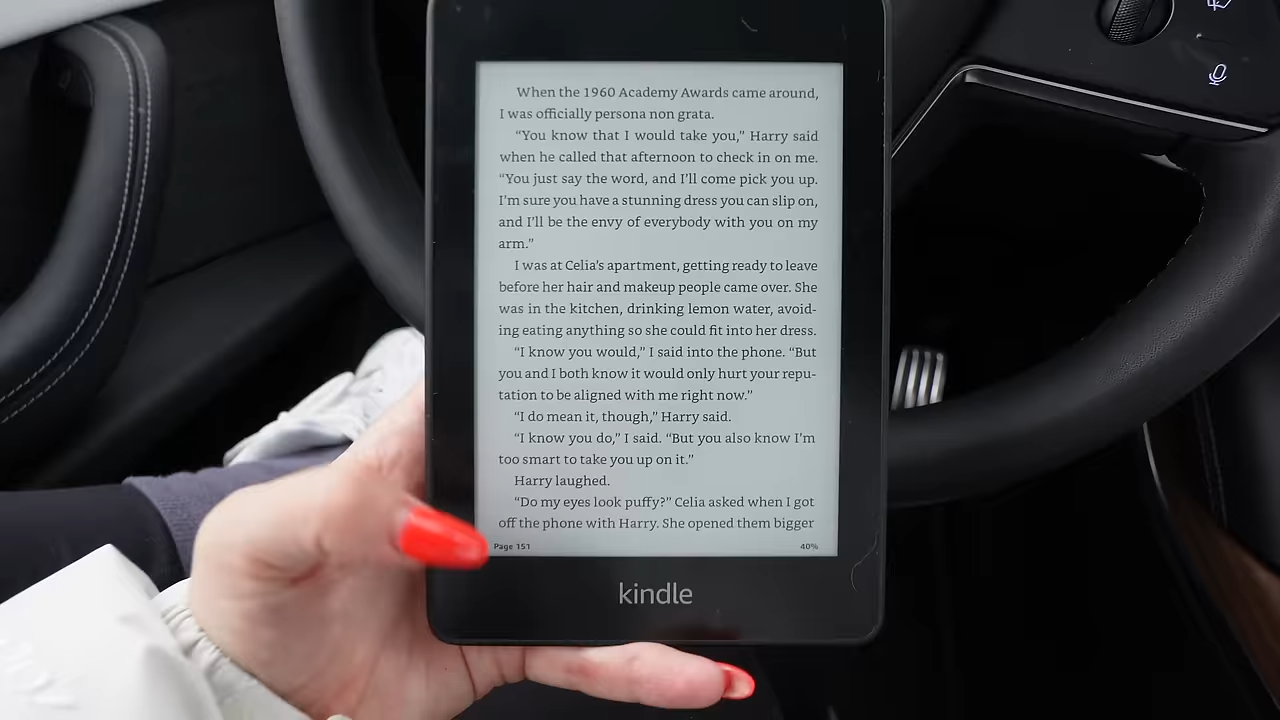 When the 1960 Academy Awards came around,
I was officially persona non grata.
“You know that I would take you,” Harry said
when he called that afternoon to check in on me.
“You just say the word, and I’ll come pick you up.
I’m sure you have a stunning dress you can slip on,
and I’ll be the envy of everybody with you on my
arm.”
I was at Celia’s apartment, getting ready to leave
before her hair and makeup people came over. She
was in the kitchen, drinking lemon water, avoid-
ing eating anything so she could fit into her dress.
“I know you would,” I said into the phone. “But
you and I both know it would only hurt your repu-
tation to be aligned with me right now.”
“I do mean it, though,” Harry said.
“I know you do,” I said. “But you also know I’m
too smart to take you up on it.”
Harry laughed.
“Do my eyes look puffy?” Celia asked when I got
off the phone with Harry. She opened them bigger
Page 151 40%
kindle